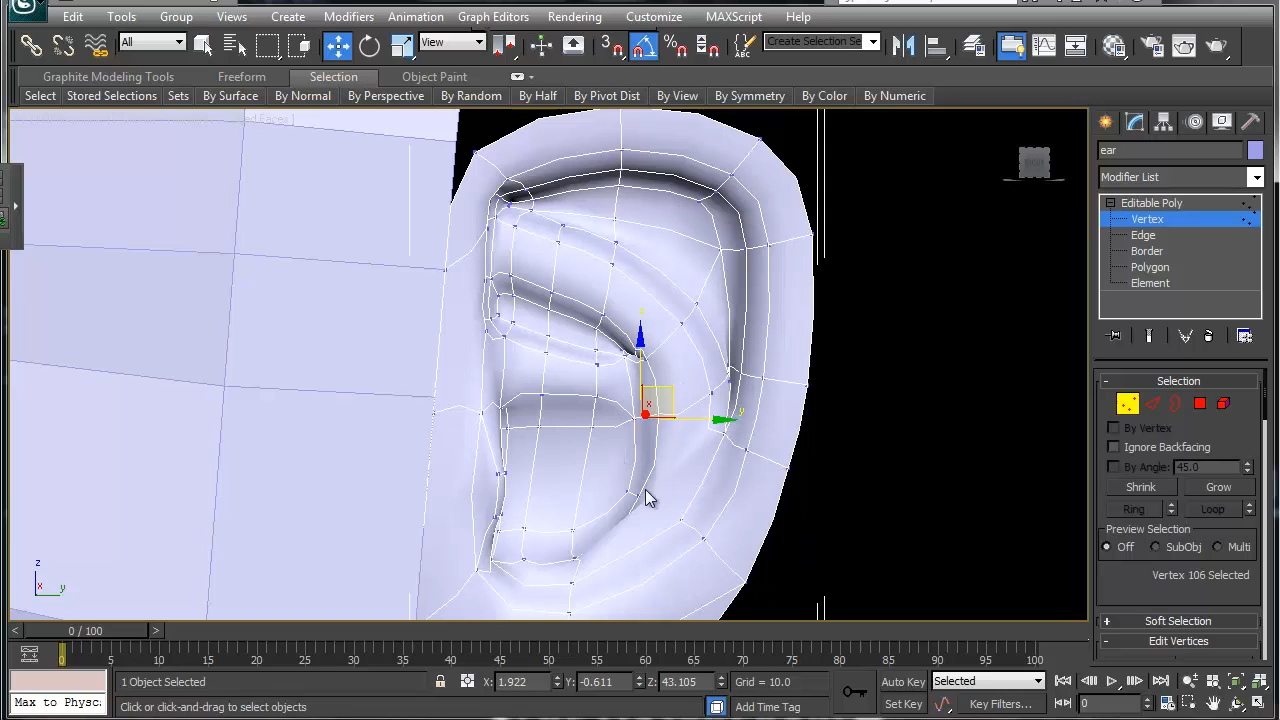 Edit Tools Group Views Create Modifiers Animation Graph Editors Rendering Customize MAXScript Help
All View 3 % ABC Create Selection Se
Graphite Modeling Tools Freeform Selection Object Paint
Select Stored Selections Sets By Surface By Normal By Perspective By Random By Half By Pivot Dist By View By Symmetry By Color By Numeric
ear
Modifier List
Editable Poly
Vertex
Edge
Border
Polygon
Element
- Selection
By Vertex
Ignore Backfacing
By Angle: 45.0
Shrink Grow
Ring Loop
Preview Selection
Off SubObj Multi
Vertex 106 Selected
+ Soft Selection
- Edit Vertices
x y
z
x y
< 0 / 100 >
0 5 10 15 20 25 30 35 40 45 50 55 60 65 70 75 80 85 90 95 100
1 Object Selected X: 1.922 Y: -0.611 Z: 43.105 Grid = 10.0 Auto Key Selected
Max to Physca Click or click-and-drag to select objects Add Time Tag Set Key Key Filters... 0